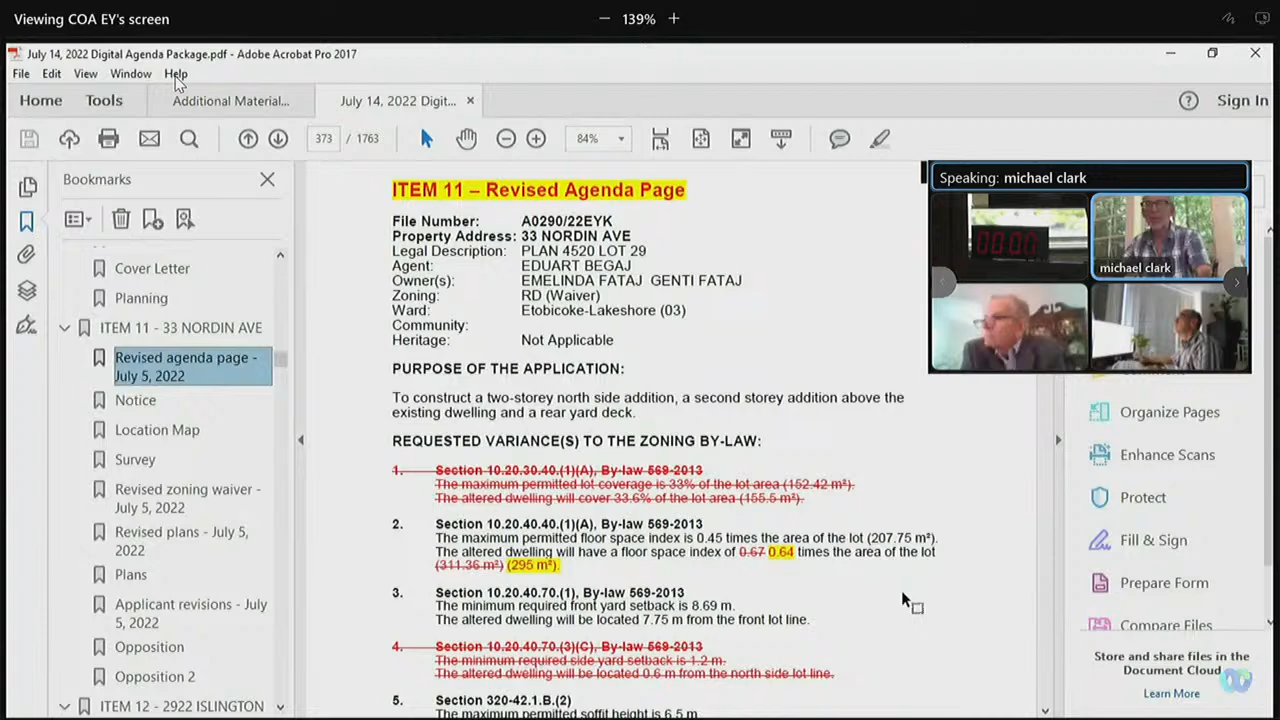 Viewing COA EY's screen
139%
July 14, 2022 Digital Agenda Package.pdf - Adobe Acrobat Pro 2017
File Edit View Window Help
Home Tools Additional Material... July 14, 2022 Digit... Sign In
373 / 1763 84%
Bookmarks
Cover Letter
Planning
ITEM 11 - 33 NORDIN AVE
Revised agenda page -
July 5, 2022
Notice
Location Map
Survey
Revised zoning waiver -
July 5, 2022
Revised plans - July 5,
2022
Plans
Applicant revisions - July
5, 2022
Opposition
Opposition 2
ITEM 12 - 2922 ISLINGTON
ITEM 11 – Revised Agenda Page
File Number: A0290/22EYK
Property Address: 33 NORDIN AVE
Legal Description: PLAN 4520 LOT 29
Agent: EDUART BEGAJ
Owner(s): EMELINDA FATAJ GENTI FATAJ
Zoning: RD (Waiver)
Ward: Etobicoke-Lakeshore (03)
Community:
Heritage: Not Applicable
PURPOSE OF THE APPLICATION:
To construct a two-storey north side addition, a second storey addition above the
existing dwelling and a rear yard deck.
REQUESTED VARIANCE(S) TO THE ZONING BY-LAW:
1. Section 10.20.30.40.(1)(A), By-law 569-2013
The maximum permitted lot coverage is 33% of the lot area (152.42 m²).
The altered dwelling will cover 33.6% of the lot area (155.5 m²).
2. Section 10.20.40.40.(1)(A), By-law 569-2013
The maximum permitted floor space index is 0.45 times the area of the lot (207.75 m²).
The altered dwelling will have a floor space index of 0.67 0.64 times the area of the lot
(311.36 m²) (295 m²).
3. Section 10.20.40.70.(1), By-law 569-2013
The minimum required front yard setback is 8.69 m.
The altered dwelling will be located 7.75 m from the front lot line.
4. Section 10.20.40.70.(3)(C), By-law 569-2013
The minimum required side yard setback is 1.2 m.
The altered dwelling will be located 0.6 m from the north side lot line.
5. Section 320-42.1.B.(2)
The maximum permitted soffit height is 6.5 m
Speaking: michael clark
00:00
michael clark
Organize Pages
Enhance Scans
Protect
Fill & Sign
Prepare Form
Compare Files
Store and share files in the
Document Cloud
Learn More